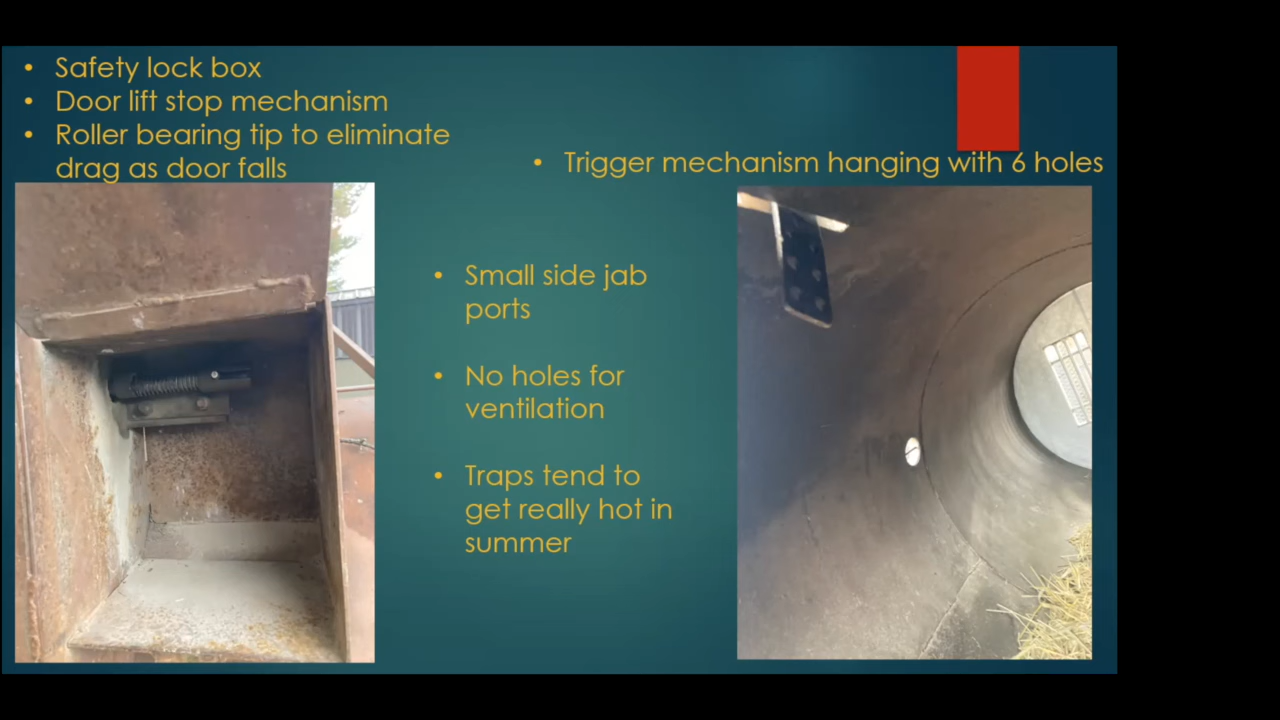 Safety lock box
Door lift stop mechanism
Roller bearing tip to eliminate
drag as door falls
Trigger mechanism hanging with 6 holes
Small side jab
ports
No holes for
ventilation
Traps tend to
get really hot in
summer